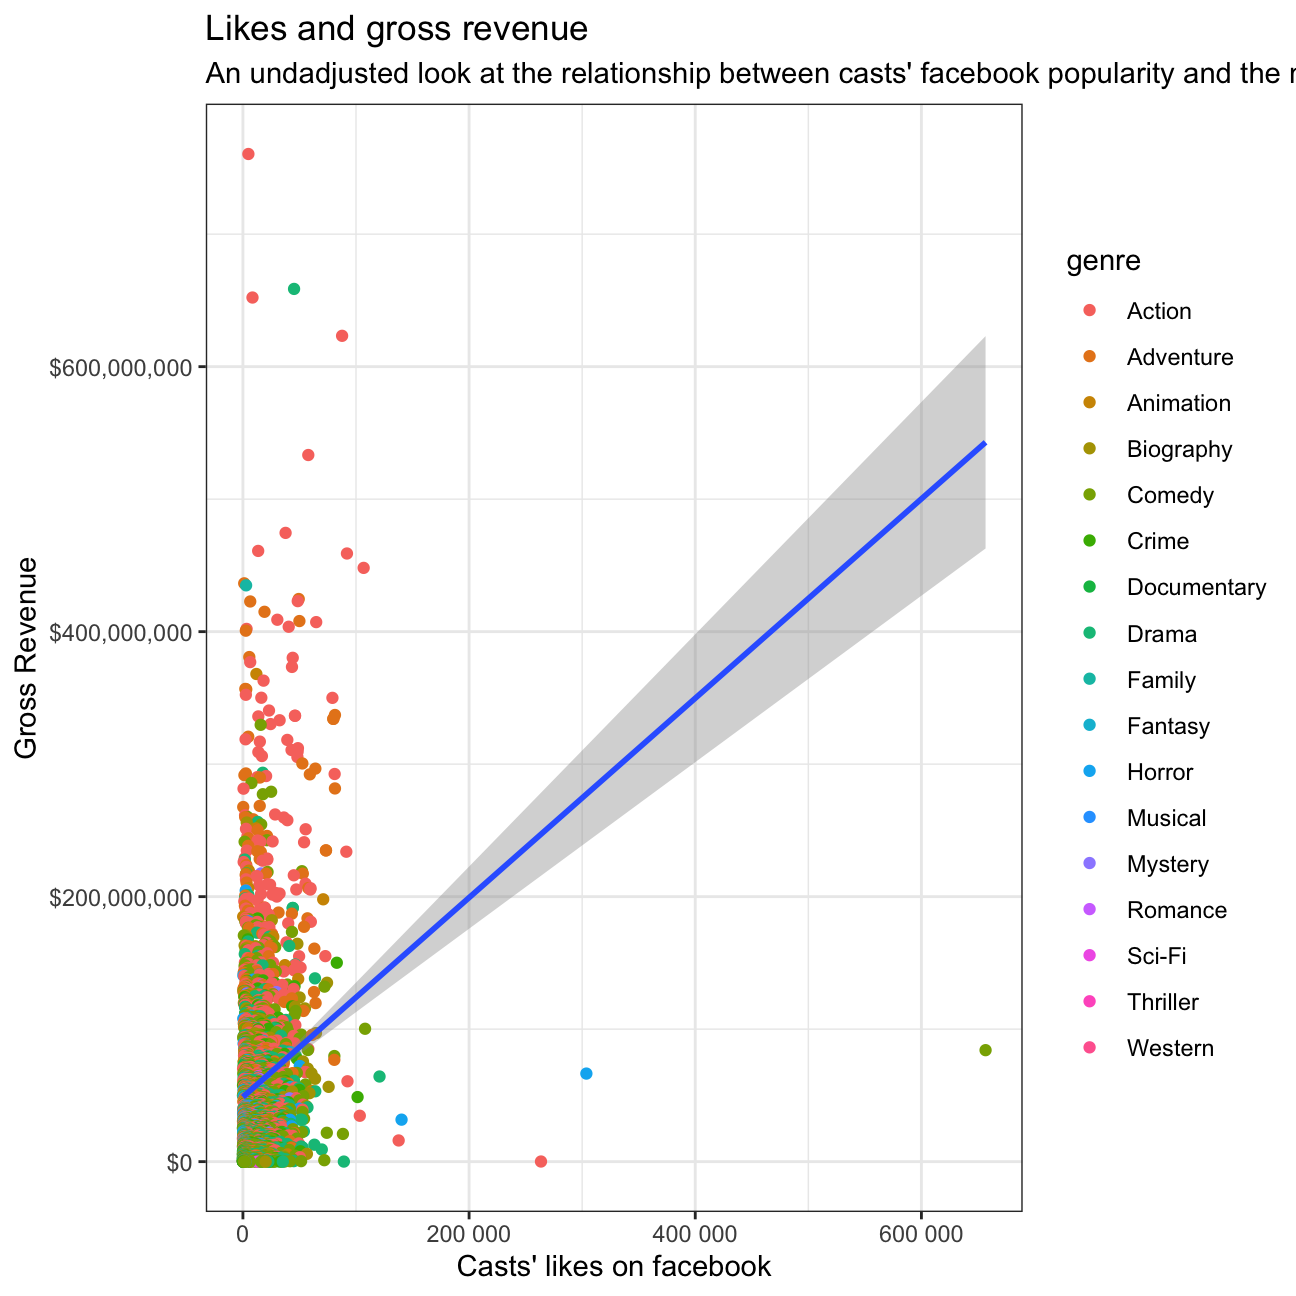 Likes and gross revenue
An undadjusted look at the relationship between casts' facebook popularity and the
$600,000,000
$400,000,000
$200,000,000
$0
Gross Revenue
0
200 000
400 000
600 000
Casts' likes on facebook
genre
Action
Adventure
Animation
Biography
Comedy
Crime
Documentary
Drama
Family
Fantasy
Horror
Musical
Mystery
Romance
Sci-Fi
Thriller
Western